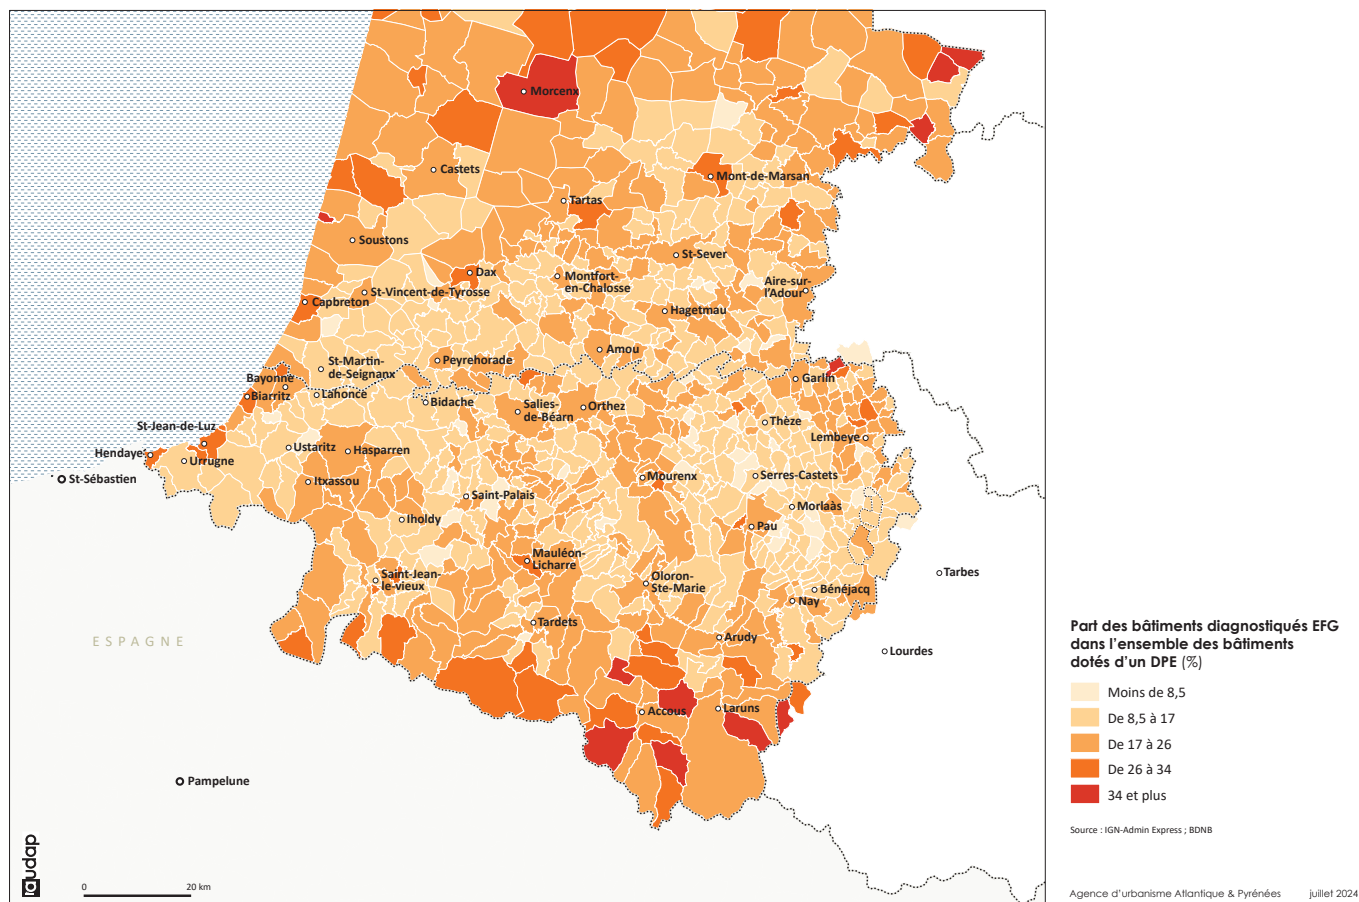 Morcenx
Castets
Mont-de-Marsan
Tartas
Soustons
St-Sever
Dax
Montfort-
en-Chalosse
Aire-sur-
l'Adour
St-Vincent-de-Tyrosse
Capbreton
Hagetmau
Amou
St-Martin-
de-Seignanx
Peyrehorade
Bayonne
Garlin
Biarritz
Lahonce
Bidache
Salies-
de-Béarn
Orthez
Thèze
St-Jean-de-Luz
Lembeye
Hendaye
Urrugne
Ustaritz
Hasparren
St-Sébastien
Itxassou
Mourenx
Serres-Castets
Saint-Palais
Morlaàs
Iholdy
Pau
Mauléon-
Licharre
Saint-Jean-
le-vieux
Oloron-
Ste-Marie
Bénéjacq
Nay
Tarbes
Tardets
Arudy
ESPAGNE
Lourdes
Accous
Laruns
Pampelune
audap
0 20 km
Part des bâtiments diagnostiqués EFG
dans l'ensemble des bâtiments
dotés d'un DPE (%)
Moins de 8,5
De 8,5 à 17
De 17 à 26
De 26 à 34
34 et plus
Source : IGN-Admin Express ; BDNB
Agence d'urbanisme Atlantique & Pyrénées juillet 2024